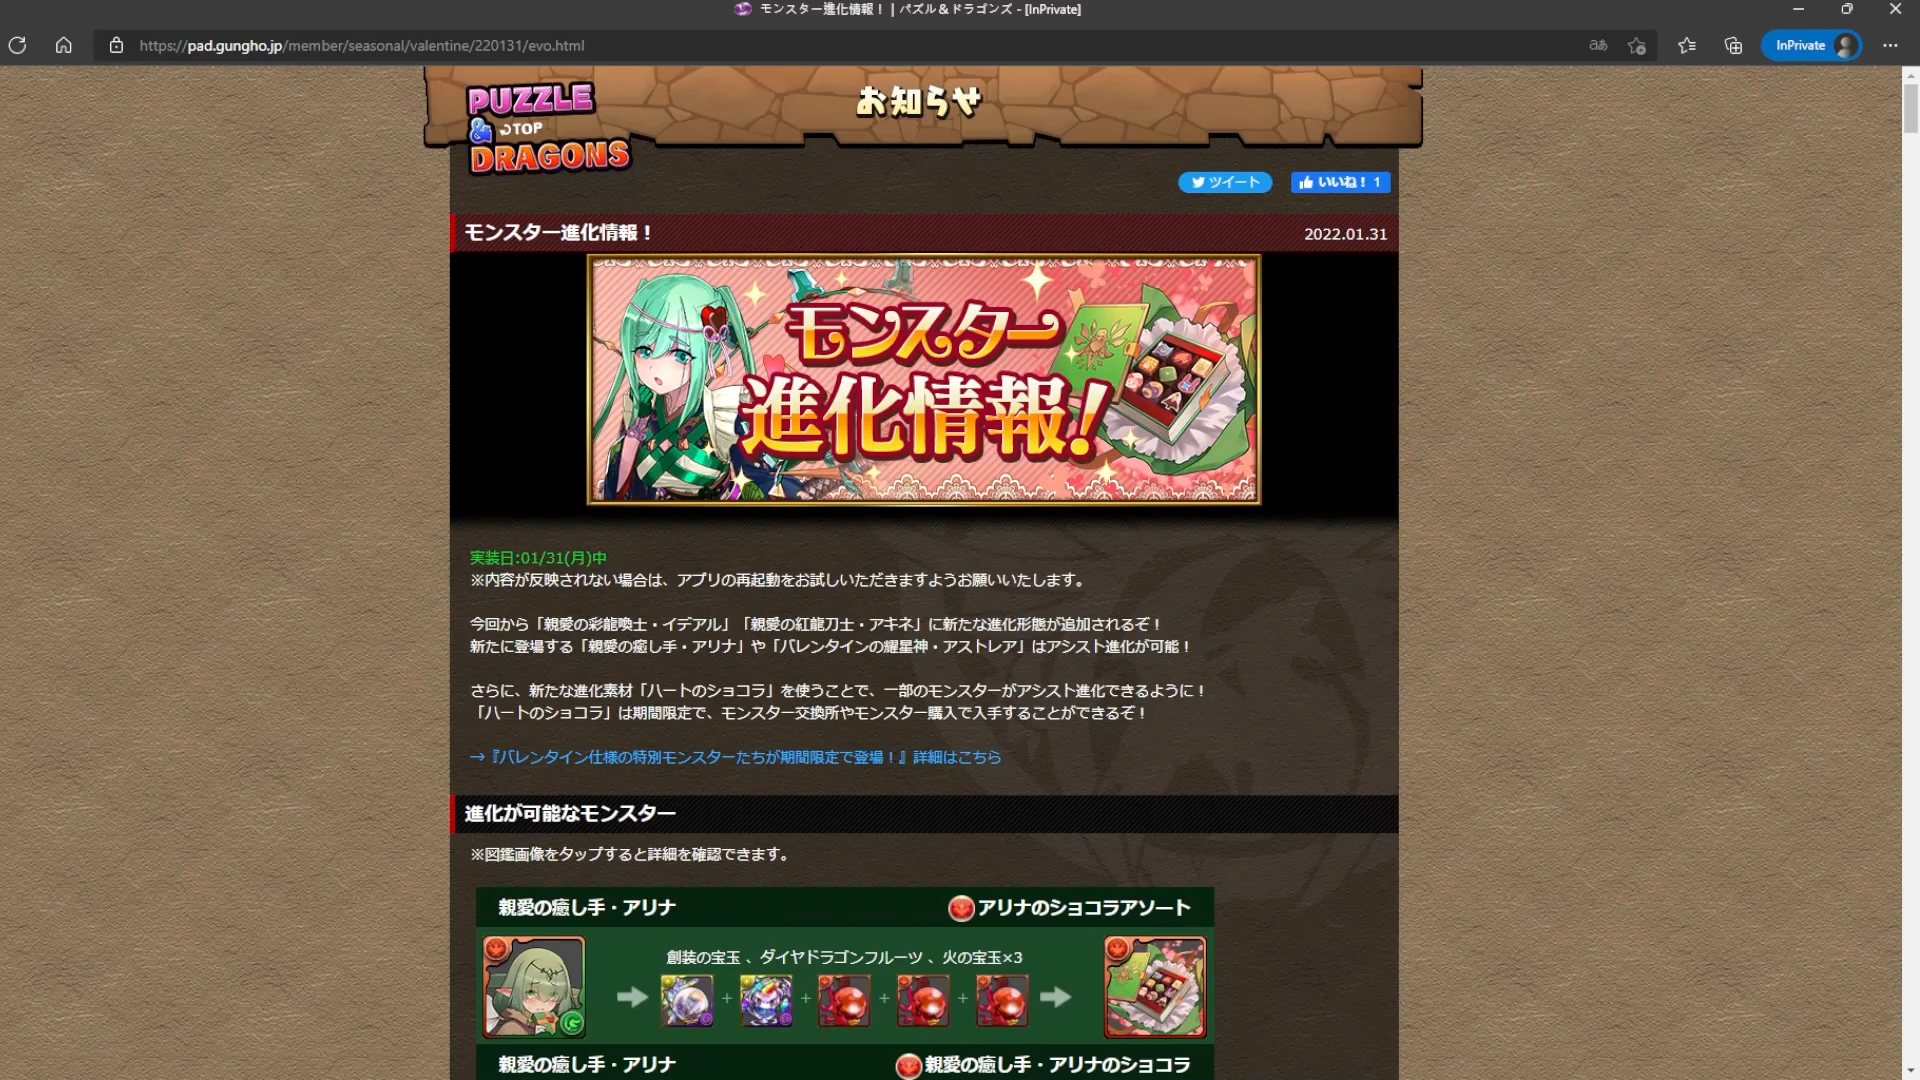 モンスター進化情報！ | パズル＆ドラゴンズ - [InPrivate]
https://pad.gungho.jp/member/seasonal/valentine/220131/evo.html
aあ
InPrivate
PUZZLE
& TOP
DRAGONS
お知らせ
ツイート
いいね！ 1
モンスター進化情報！
2022.01.31
モンスター
進化情報!
実装日:01/31(月)中
※内容が反映されない場合は、アプリの再起動をお試しいただきますようお願いいたします。
今回から「親愛の彩龍喚士・イデアル」「親愛の紅龍刀士・アキネ」に新たな進化形態が追加されるぞ！
新たに登場する「親愛の癒し手・アリナ」や「バレンタインの耀星神・アストレア」はアシスト進化が可能！
さらに、新たな進化素材「ハートのショコラ」を使うことで、一部のモンスターがアシスト進化できるように！
「ハートのショコラ」は期間限定で、モンスター交換所やモンスター購入で入手することができるぞ！
→『バレンタイン仕様の特別モンスターたちが期間限定で登場！』詳細はこちら
進化が可能なモンスター
※図鑑画像をタップすると詳細を確認できます。
親愛の癒し手・アリナ
アリナのショコラアソート
創装の宝玉 、ダイヤドラゴンフルーツ 、火の宝玉×3
+ + + +
親愛の癒し手・アリナ
親愛の癒し手・アリナのショコラ